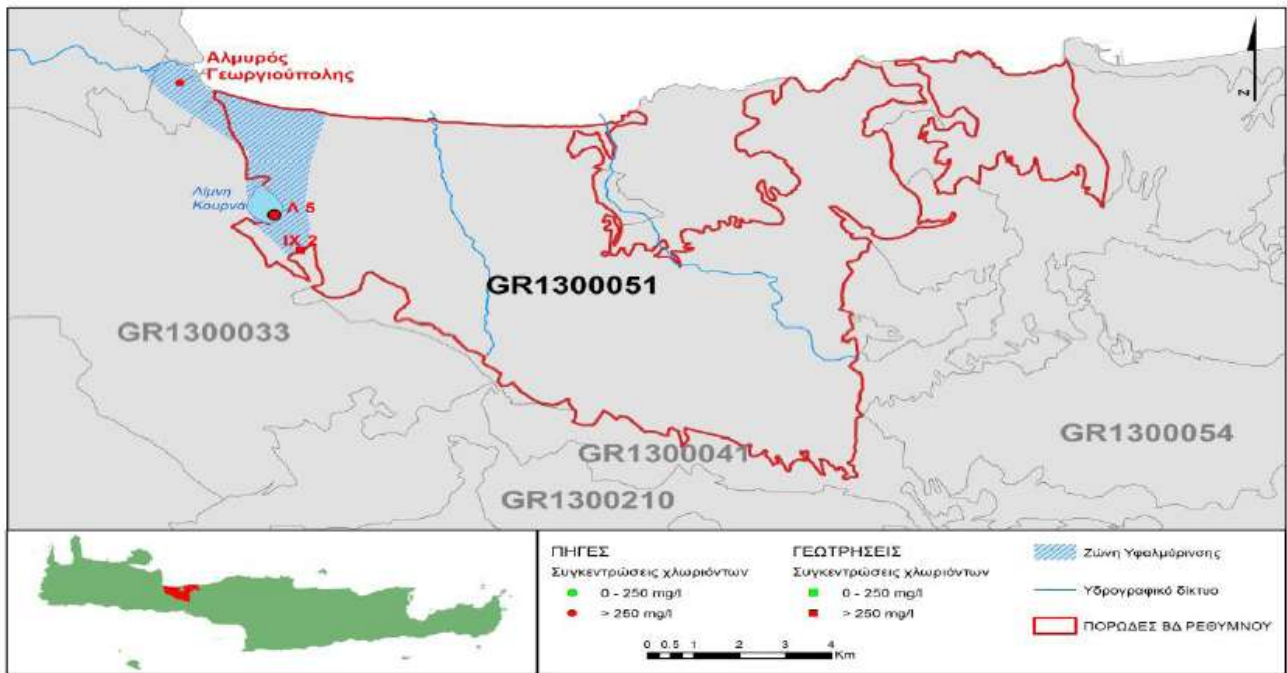 Αλμυρός
Γεωργιούπολης
Z
Λίμνη
Κουρνά
Λ 5
ΙΧ 2
GR1300051
GR1300033
GR1300054
GR1300041
GR1300210
ΠΗΓΕΣ
Συγκεντρώσεις χλωριόντων
0 - 250 mg/l
> 250 mg/l
ΓΕΩΤΡΗΣΕΙΣ
Συγκεντρώσεις χλωριόντων
0 - 250 mg/l
> 250 mg/l
Ζώνη Υφαλμύρινσης
Υδρογραφικό δίκτυο
ΠΟΡΩΔΕΣ ΒΔ ΡΕΘΥΜΝΟΥ
0 0.5 1 2 3 4
Km